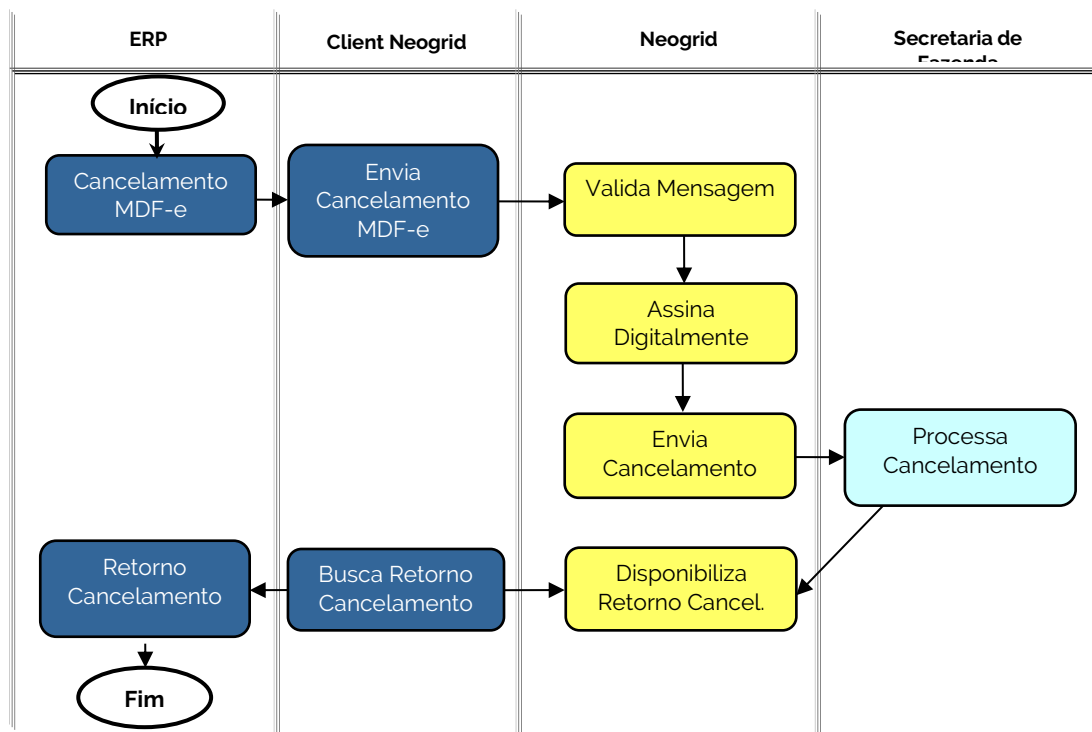 ERP
Client Neogrid
Neogrid
Secretaria de
Fazenda
Início
Cancelamento
MDF-e
Envia
Cancelamento
MDF-e
Valida Mensagem
Assina
Digitalmente
Envia
Cancelamento
Processa
Cancelamento
Retorno
Cancelamento
Busca Retorno
Cancelamento
Disponibiliza
Retorno Cancel.
Fim